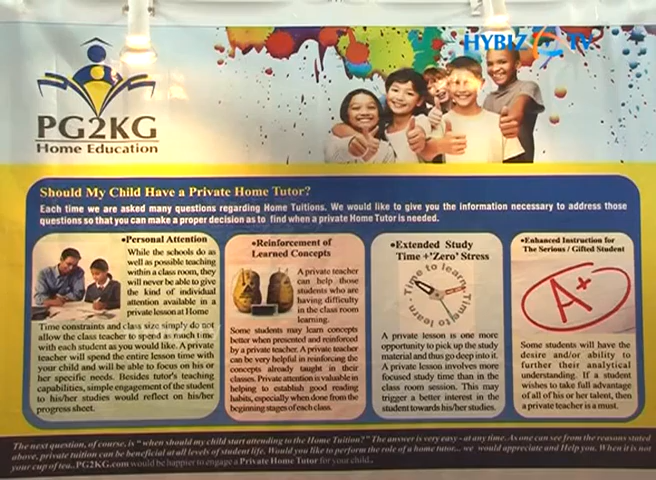 HYBIZ TV
PG2KG
Home Education
Should My Child Have a Private Home Tutor?
Each time we are asked many questions regarding Home Tuitions. We would like to give you the information necessary to address those
questions so that you can make a proper decision as to find when a private Home Tutor is needed.
•Personal Attention
While the schools do as
well as possible teaching
within a class room, they
will never be able to give
the kind of individual
attention available in a
private lesson at Home
Time constraints and class size simply do not
allow the class teacher to spend as much time
with each student as you would like. A private
teacher will spend the entire lesson time with
your child and will be able to focus on his or
her specific needs. Besides tutor's teaching
capabilities, simple engagement of the student
to his/her studies would reflect on his/her
progress sheet.
•Reinforcement of
Learned Concepts
A private teacher
can help those
students who are
having difficulty
in the class room
learning.
Some students may learn concepts
better when presented and reinforced
by a private teacher. A private teacher
can be very helpful in reinforcing the
concepts already taught in their
classes. Private attention is valuable in
helping to establish good reading
habits, especially when done from the
beginning stages of each class.
•Extended Study
Time +'Zero' Stress
Time to learn
Time to learn
A private lesson is one more
opportunity to pick up the study
material and thus go deep into it.
A private lesson involves more
focused study time than in the
class room session. This may
trigger a better interest in the
student towards his/her studies.
•Enhanced Instruction for
The Serious / Gifted Student
A+
Some students will have the
desire and/or ability to
further their analytical
understanding. If a student
wishes to take full advantage
of all of his or her talent, then
a private teacher is a must.
The next question, of course, is "when should my child start attending to the Home Tuition?" The answer is very easy - at any time. As one can see from the reasons stated
above, private tuition can be beneficial at all levels of student life. Would you like to perform the role of a home tutor... we would appreciate and Help you. When it is not
your cup of tea.. PG2KG.com would be happier to engage a Private Home Tutor for your child..